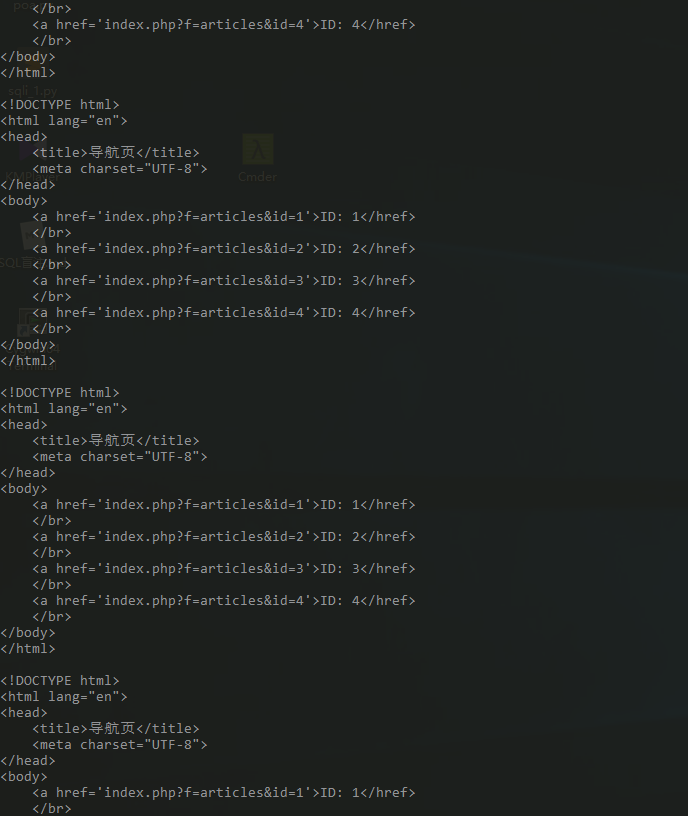 </br>
    <a href='index.php?f=articles&id=4'>ID: 4</href>
    </br>
</body>
</html>
sqli_1.py
<!DOCTYPE html>
<html lang="en">
<head>
    <title>导航页</title>
    <meta charset="UTF-8">
</head>
Cmder
<body>
    <a href='index.php?f=articles&id=1'>ID: 1</href>
    </br>
    <a href='index.php?f=articles&id=2'>ID: 2</href>
    </br>
    <a href='index.php?f=articles&id=3'>ID: 3</href>
    </br>
    <a href='index.php?f=articles&id=4'>ID: 4</href>
    </br>
</body>
</html>
<!DOCTYPE html>
<html lang="en">
<head>
    <title>导航页</title>
    <meta charset="UTF-8">
</head>
<body>
    <a href='index.php?f=articles&id=1'>ID: 1</href>
    </br>
    <a href='index.php?f=articles&id=2'>ID: 2</href>
    </br>
    <a href='index.php?f=articles&id=3'>ID: 3</href>
    </br>
    <a href='index.php?f=articles&id=4'>ID: 4</href>
    </br>
</body>
</html>
<!DOCTYPE html>
<html lang="en">
<head>
    <title>导航页</title>
    <meta charset="UTF-8">
</head>
<body>
    <a href='index.php?f=articles&id=1'>ID: 1</href>
    </br>